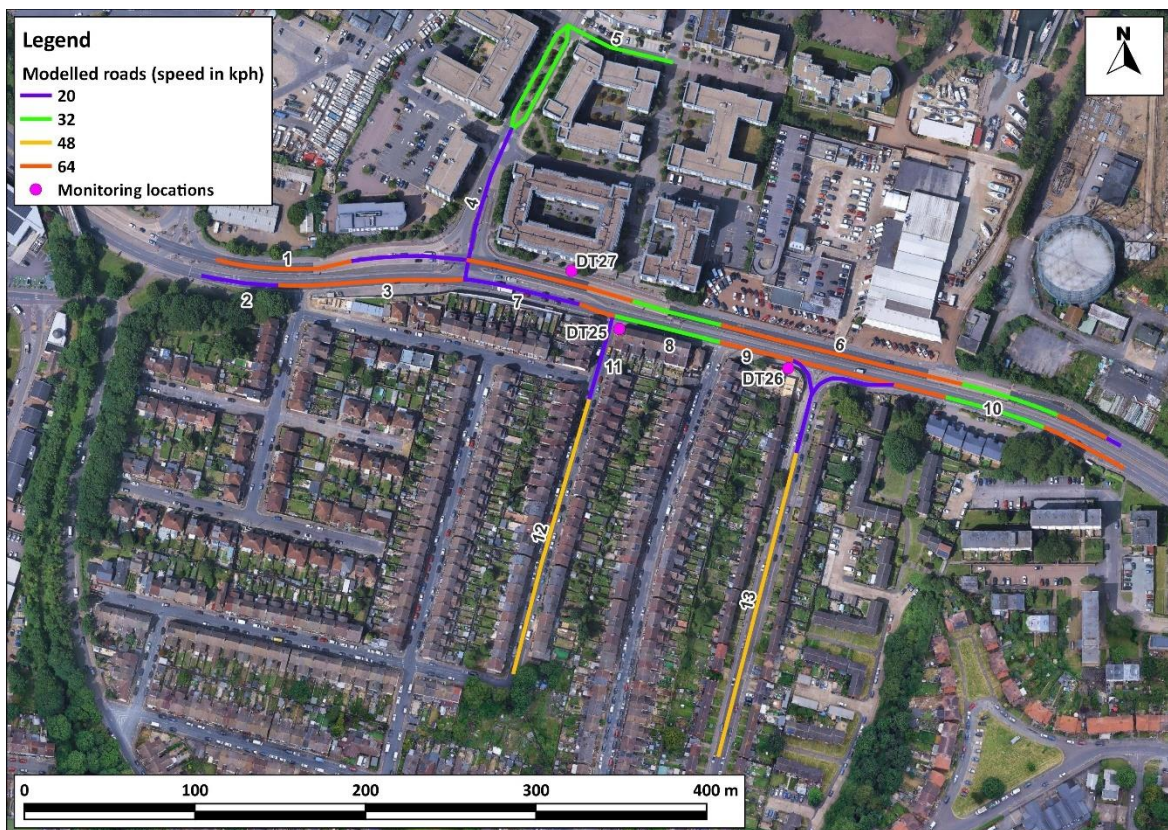 Legend
Modelled roads (speed in kph)
20
32
48
64
Monitoring locations
N
5
4
1
DT27
2
3
7
6
DT25
8
9
11
DT26
10
12
13
0 100 200 300 400 m